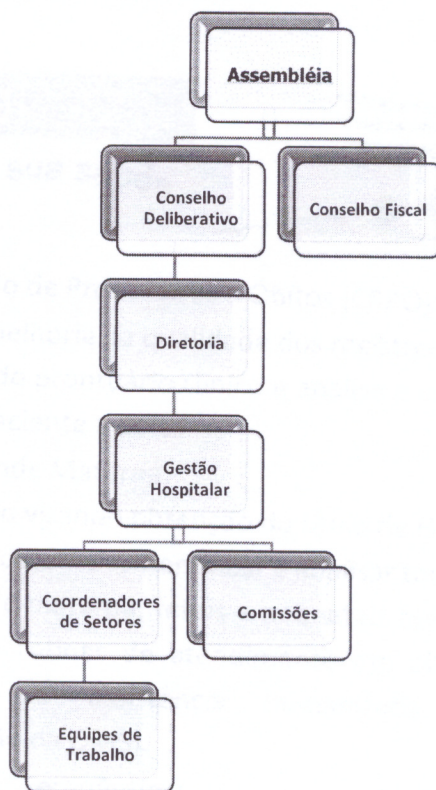 Assembléia
Conselho
Deliberativo
Conselho Fiscal
Diretoria
Gestão
Hospitalar
Coordenadores
de Setores
Comissões
Equipes de
Trabalho